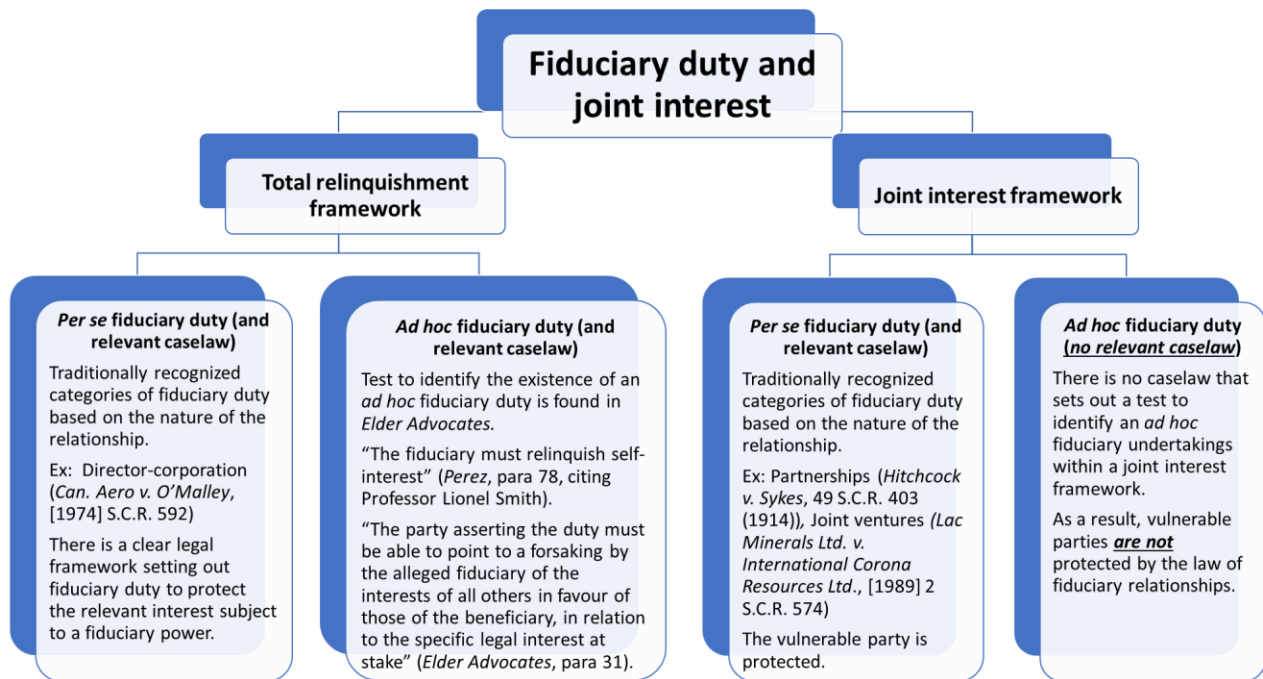 Fiduciary duty and
joint interest
Total relinquishment
framework
Joint interest framework
Per se fiduciary duty (and
relevant caselaw)
Traditionally recognized
categories of fiduciary duty
based on the nature of the
relationship.
Ex:  Director-corporation
(Can. Aero v. O’Malley,
[1974] S.C.R. 592)
There is a clear legal
framework setting out
fiduciary duty to protect
the relevant interest subject
to a fiduciary power.
Ad hoc fiduciary duty (and
relevant caselaw)
Test to identify the existence of an
ad hoc fiduciary duty is found in
Elder Advocates.
“The fiduciary must relinquish self-
interest” (Perez, para 78, citing
Professor Lionel Smith).
“The party asserting the duty must
be able to point to a forsaking by
the alleged fiduciary of the
interests of all others in favour of
those of the beneficiary, in relation
to the specific legal interest at
stake” (Elder Advocates, para 31).
Per se fiduciary duty (and
relevant caselaw)
Traditionally recognized
categories of fiduciary duty
based on the nature of the
relationship.
Ex: Partnerships (Hitchcock
v. Sykes, 49 S.C.R. 403
(1914)), Joint ventures (Lac
Minerals Ltd. v.
International Corona
Resources Ltd., [1989] 2
S.C.R. 574)
The vulnerable party is
protected.
Ad hoc fiduciary duty
(no relevant caselaw)
There is no caselaw that
sets out a test to
identify an ad hoc
fiduciary undertakings
within a joint interest
framework.
As a result, vulnerable
parties are not
protected by the law of
fiduciary relationships.